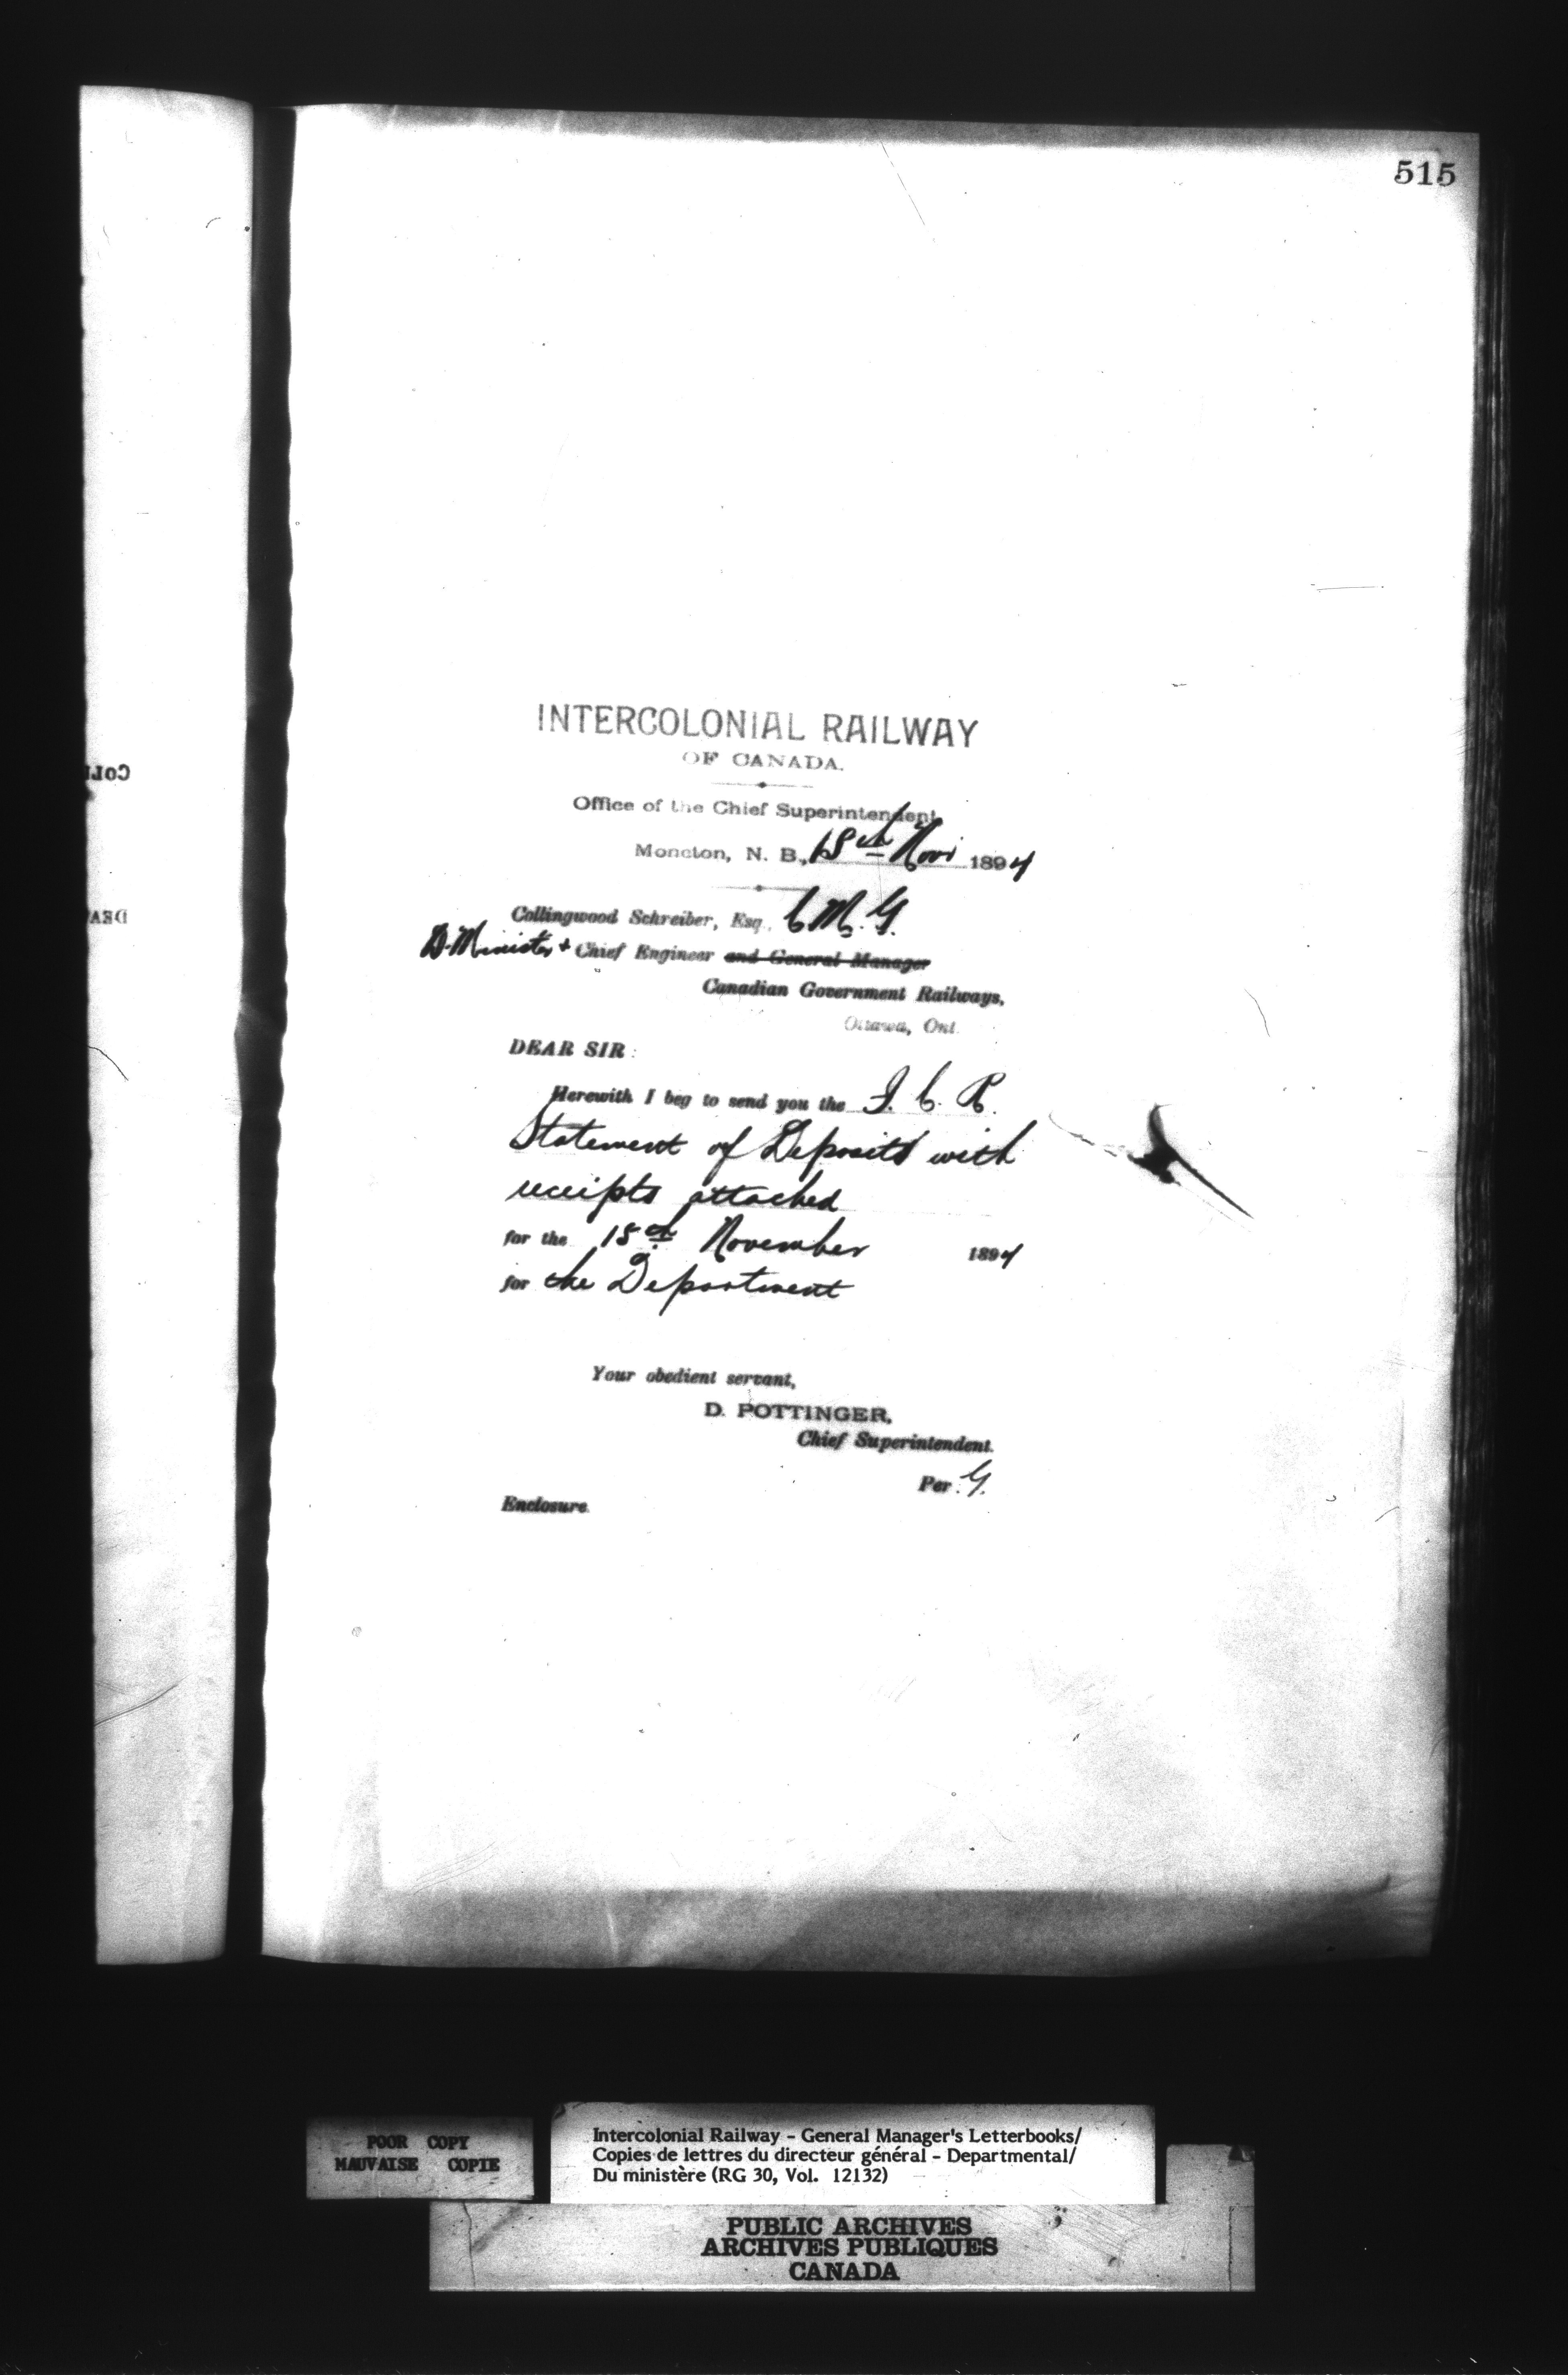 515
INTERCOLONIAL RAILWAY
OF CANADA.
Office of the Chief Superintendent,
Moncton, N. B., 15th Nov 1894
Collingwood Schreiber, Esq., C.M.G.
D. Minister + Chief Engineer and General Manager
Canadian Government Railways,
Ottawa, Ont.
DEAR SIR:
Herewith I beg to send you the I. C. R.
Statement of Deposits with
receipts attached
for the 15th November 1894
for the Department
Your obedient servant,
D. POTTINGER,
Chief Superintendent.
Per G.
Enclosure.
POOR COPY
MAUVAISE COPIE
Intercolonial Railway - General Manager's Letterbooks/
Copies de lettres du directeur général - Departmental/
Du ministère (RG 30, Vol. 12132)
PUBLIC ARCHIVES
ARCHIVES PUBLIQUES
CANADA